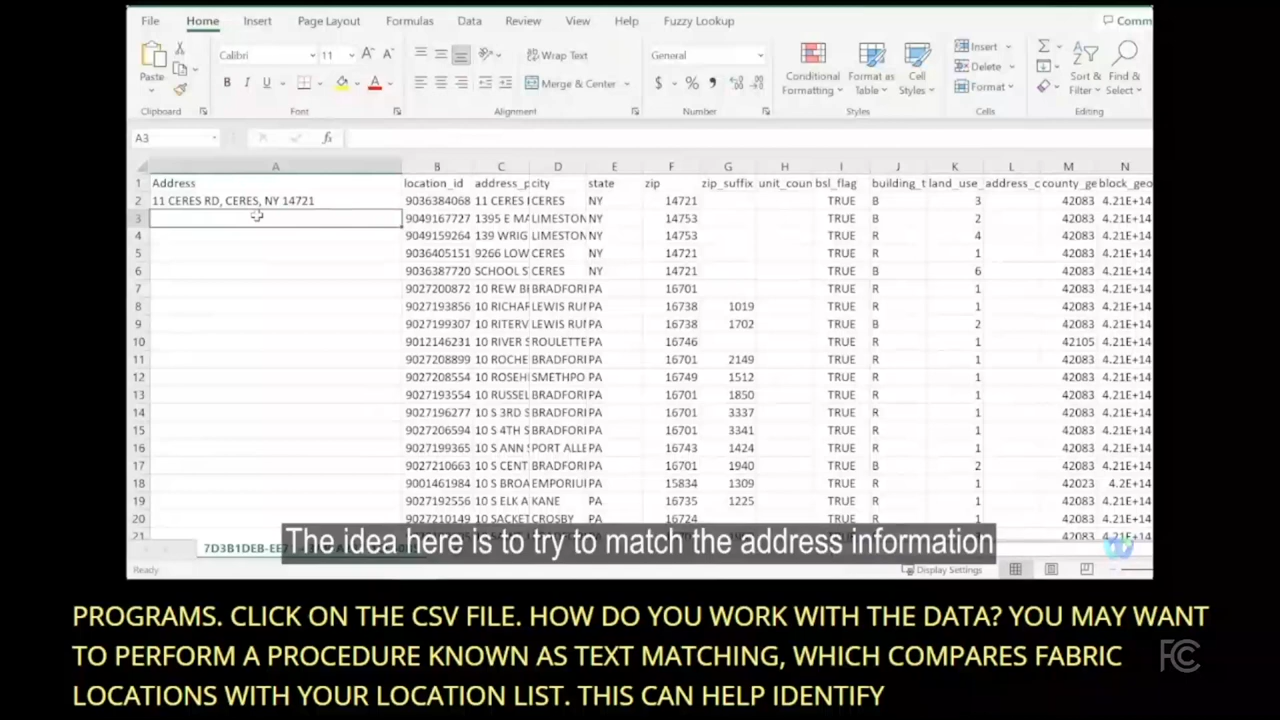 File Home Insert Page Layout Formulas Data Review View Help Fuzzy Lookup Comm
Calibri 11 A A Wrap Text General Insert Σ
Paste B I U A Merge & Center $ % , Conditional Formatting Format as Table Cell Styles Delete Format Sort & Filter Find & Select
Clipboard Font Alignment Number Styles Cells
A3 fx
A B C D E F G H I J K L M N
1 Address location_id address_p city state zip zip_suffix unit_coun bsl_flag building_t land_use_ address_c county_ge block_geo
2 11 CERES RD, CERES, NY 14721 9036384068 11 CERES CERES NY 14721 TRUE B 3 42083 4.21E+14
3 9049167727 1395 E MA LIMESTON NY 14753 TRUE B 2 42083 4.21E+14
4 9049159264 139 WRIG LIMESTON NY 14753 TRUE R 4 42083 4.21E+14
5 9036405151 9266 LOW CERES NY 14721 TRUE R 1 42083 4.21E+14
6 9036387720 SCHOOL S CERES NY 14721 TRUE B 6 42083 4.21E+14
7 9027200872 10 REW B BRADFORI PA 16701 TRUE R 1 42083 4.21E+14
8 9027193856 10 RICHAR LEWIS RUI PA 16738 1019 TRUE R 1 42083 4.21E+14
9 9027199307 10 RITERV LEWIS RUI PA 16738 1702 TRUE B 2 42083 4.21E+14
10 9012146231 10 RIVER S ROULETTE PA 16746 TRUE R 1 42105 4.21E+14
11 9027208899 10 ROCHE BRADFORI PA 16701 2149 TRUE R 1 42083 4.21E+14
12 9027208554 10 ROSEH SMETHPO PA 16749 1512 TRUE R 1 42083 4.21E+14
13 9027193554 10 RUSSEL BRADFORI PA 16701 1850 TRUE R 1 42083 4.21E+14
14 9027196277 10 S 3RD S BRADFORI PA 16701 3337 TRUE R 1 42083 4.21E+14
15 9027206594 10 S 4TH S BRADFORI PA 16701 3341 TRUE R 1 42083 4.21E+14
16 9027199365 10 S ANN S PORT ALLE PA 16743 1424 TRUE R 1 42083 4.21E+14
17 9027210663 10 S CENT BRADFORI PA 16701 1940 TRUE B 2 42083 4.21E+14
18 9001461984 10 S BROA EMPORIUI PA 15834 1309 TRUE R 1 42023 4.2E+14
19 9027192556 10 S ELK A KANE PA 16735 1225 TRUE R 1 42083 4.21E+14
20 9027210149 10 SACKET CROSBY PA 16724 TRUE R 1 42083 4.21E+14
21 42083 4.21E+14
The idea here is to try to match the address information
7D3B1DEB-EE7
Ready Display Settings
PROGRAMS. CLICK ON THE CSV FILE. HOW DO YOU WORK WITH THE DATA? YOU MAY WANT
TO PERFORM A PROCEDURE KNOWN AS TEXT MATCHING, WHICH COMPARES FABRIC
LOCATIONS WITH YOUR LOCATION LIST. THIS CAN HELP IDENTIFY
FC